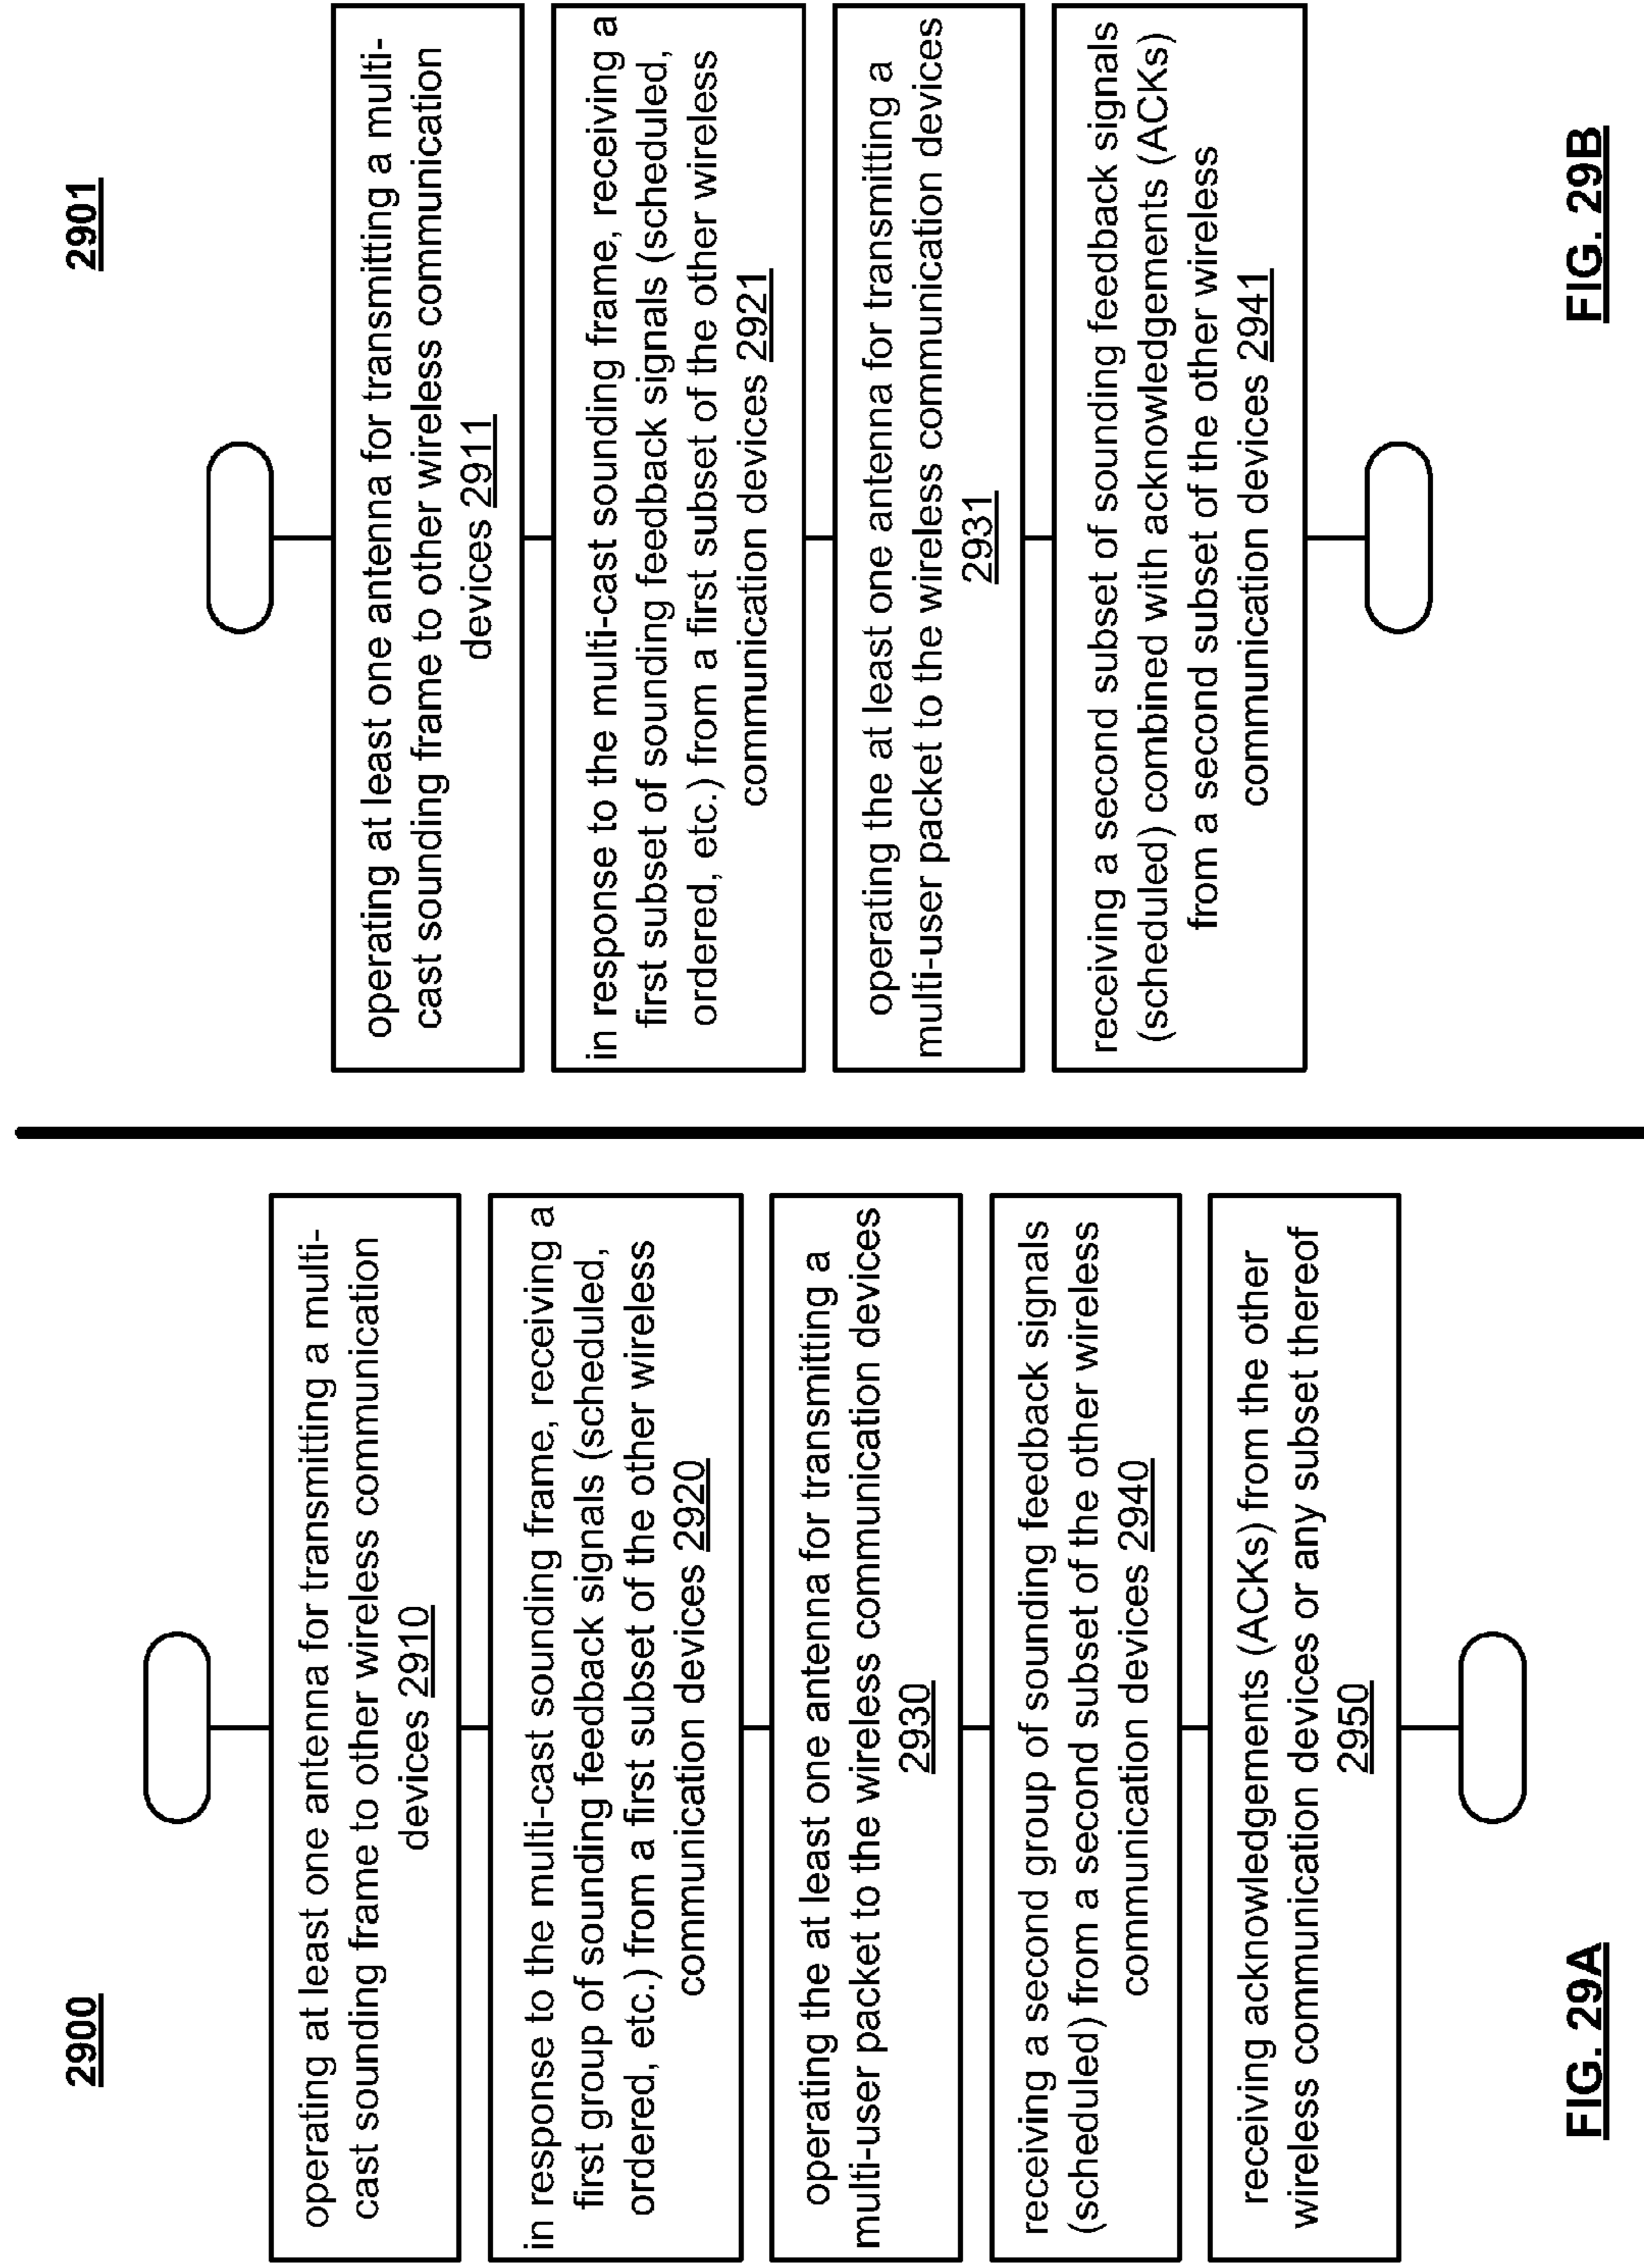 2900
operating at least one antenna for transmitting a multi-
cast sounding frame to other wireless communication
devices 2910
in response to the multi-cast sounding frame, receiving a
first group of sounding feedback signals (scheduled,
ordered, etc.) from a first subset of the other wireless
communication devices 2920
operating the at least one antenna for transmitting a
multi-user packet to the wireless communication devices
2930
receiving a second group of sounding feedback signals
(scheduled) from a second subset of the other wireless
communication devices 2940
receiving acknowledgements (ACKs) from the other
wireless communication devices or any subset thereof
2950
FIG. 29A
2901
operating at least one antenna for transmitting a multi-
cast sounding frame to other wireless communication
devices 2911
in response to the multi-cast sounding frame, receiving a
first subset of sounding feedback signals (scheduled,
ordered, etc.) from a first subset of the other wireless
communication devices 2921
operating the at least one antenna for transmitting a
multi-user packet to the wireless communication devices
2931
receiving a second subset of sounding feedback signals
(scheduled) combined with acknowledgements (ACKs)
from a second subset of the other wireless
communication devices 2941
FIG. 29B